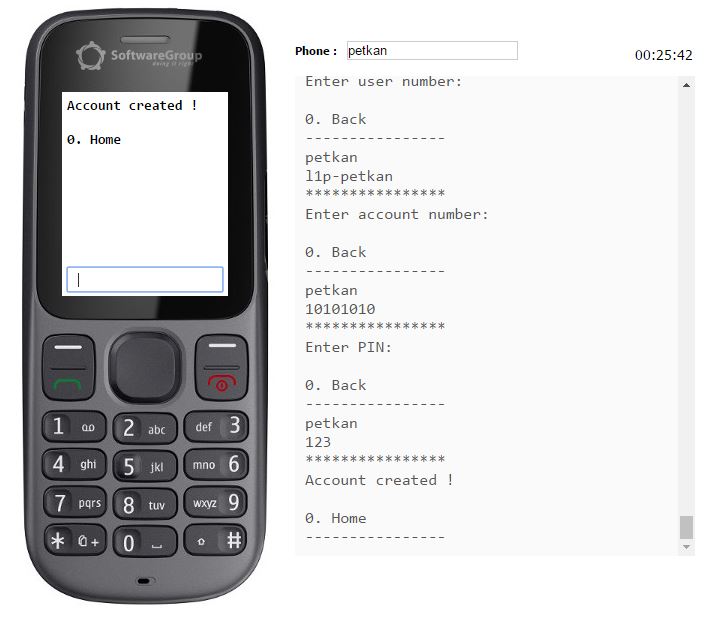 SoftwareGroup
doing it right
Account created !
0. Home
1
2 abc
def 3
4 ghi
5 jkl
mno 6
7 pqrs
8 tuv
wxyz 9
* +
0
#
Phone : petkan
00:25:42
Enter user number:
0. Back
----------------
petkan
l1p-petkan
****************
Enter account number:
0. Back
----------------
petkan
10101010
****************
Enter PIN:
0. Back
----------------
petkan
123
****************
Account created !
0. Home
----------------